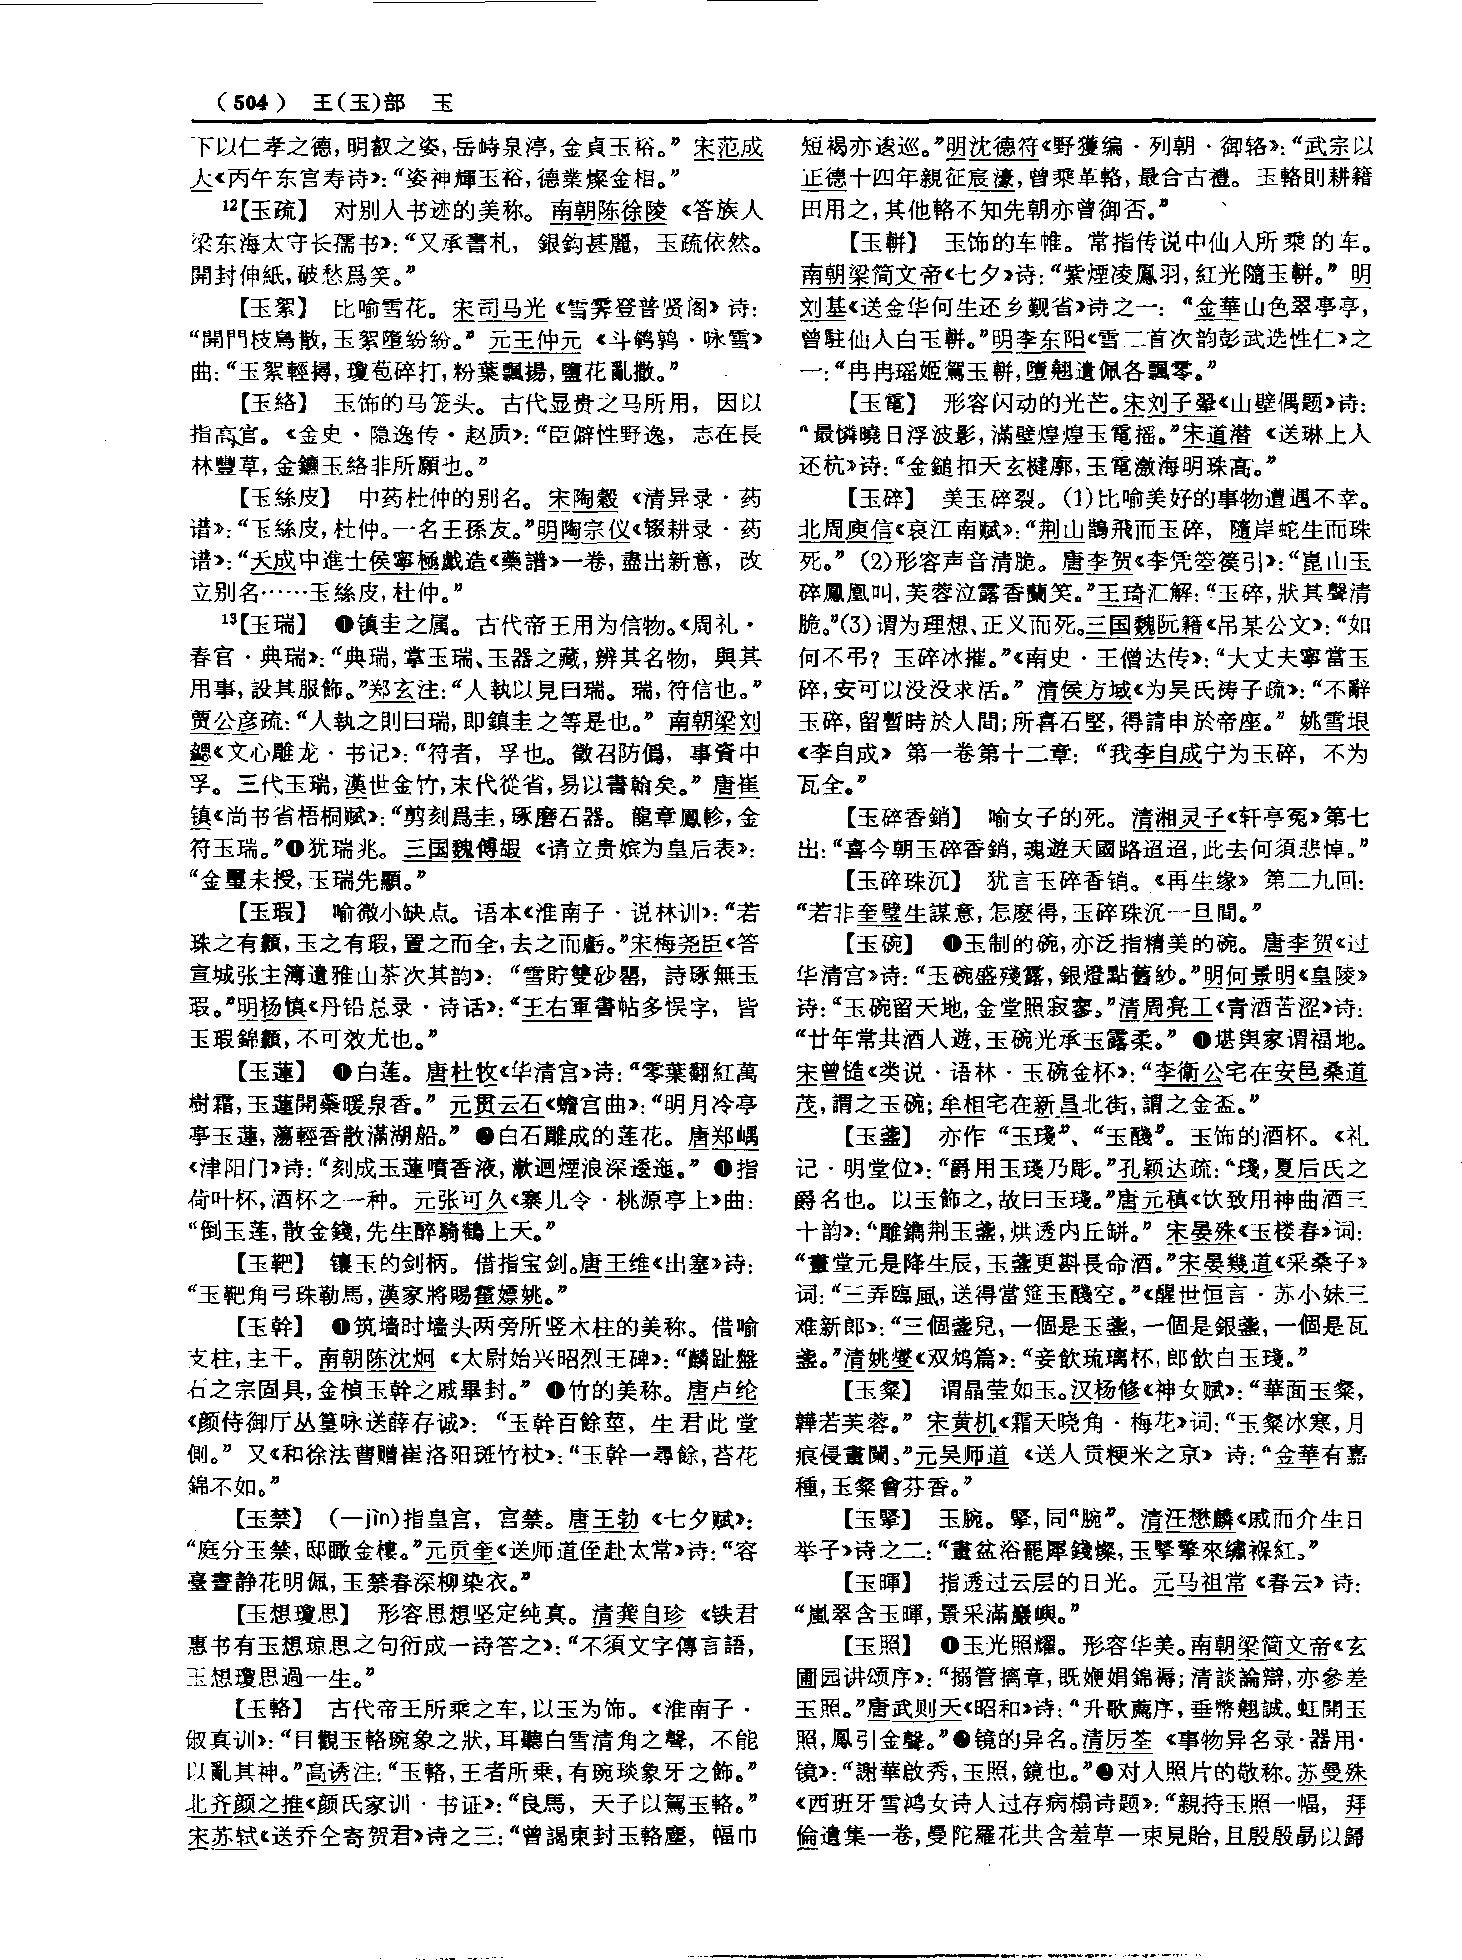 （504） 王(玉)部 玉
下以仁孝之德，明叡之姿，岳峙泉渟，金貞玉裕。”宋范成
大《丙午东宫寿诗》：“姿神輝玉裕，德業燦金相。”
12【玉疏】 对别人书迹的美称。南朝陈徐陵《答族人
梁东海太守长孺书》：“又承書札，銀鈎甚麗，玉疏依然。
開封伸紙，破愁爲笑。”
【玉絮】 比喻雪花。宋司马光《雪霁登普贤阁》诗：
“開門枝鳥散，玉絮墮紛紛。”元王仲元《斗鹌鹑·咏雪》
曲：“玉絮輕撏，瓊苞碎打，粉葉飄揚，鹽花亂撒。”
【玉絡】 玉饰的马笼头。古代显贵之马所用，因以
指高官。《金史·隐逸传·赵质》：“臣僻性野逸，志在長
林豐草，金鑣玉絡非所願也。”
【玉絲皮】 中药杜仲的别名。宋陶穀《清异录·药
谱》：“玉絲皮，杜仲。一名王孫友。”明陶宗仪《辍耕录·药
谱》：“天成中進士侯寧極戲造《藥譜》一卷，盡出新意，改
立别名……玉絲皮，杜仲。”
13【玉瑞】 ❶镇圭之属。古代帝王用为信物。《周礼·
春官·典瑞》：“典瑞，掌玉瑞、玉器之藏，辨其名物，與其
用事，設其服飾。”郑玄注：“人執以見曰瑞。瑞，符信也。”
贾公彦疏：“人執之則曰瑞，即鎮圭之等是也。”南朝梁刘
勰《文心雕龙·书记》：“符者，孚也。徵召防僞，事資中
孚。三代玉瑞，漢世金竹，末代從省，易以書翰矣。”唐崔
镇《尚书省梧桐赋》：“剪刻爲圭，琢磨石器。龍章鳳軫，金
符玉瑞。”❶犹瑞兆。三国魏傅嘏《请立贵嫔为皇后表》：
“金璽未授，玉瑞先顯。”
【玉瑕】 喻微小缺点。语本《淮南子·说林训》：“若
珠之有纇，玉之有瑕，置之而全，去之而虧。”宋梅尧臣《答
宣城张主簿遗雅山茶次其韵》：“雪貯雙砂罌，詩琢無玉
瑕。”明杨慎《丹铅总录·诗话》：“王右軍書帖多悮字，皆
玉瑕錦纇，不可效尤也。”
【玉蓮】 ❶白莲。唐杜牧《华清宫》诗：“零葉翻紅萬
樹霜，玉蓮開蘂暖泉香。”元贯云石《蟾宫曲》：“明月冷亭
亭玉蓮，蕩輕香散滿湖船。”❷白石雕成的莲花。唐郑嵎
《津阳门》诗：“刻成玉蓮噴香液，漱迴煙浪深逶迤。”❶指
荷叶杯，酒杯之一种。元张可久《寨儿令·桃源亭上》曲：
“倒玉莲，散金錢，先生醉騎鶴上天。”
【玉靶】 镶玉的剑柄。借指宝剑。唐王维《出塞》诗：
“玉靶角弓珠勒馬，漢家將賜霍嫖姚。”
【玉幹】 ❶筑墙时墙头两旁所竖木柱的美称。借喻
支柱，主干。南朝陈沈炯《太尉始兴昭烈王碑》：“麟趾盤
石之宗固具，金楨玉幹之戚畢封。”❶竹的美称。唐卢纶
《颜侍御厅丛篁咏送薛存诚》：“玉幹百餘莖，生君此堂
側。”又《和徐法曹赠崔洛阳斑竹杖》：“玉幹一尋餘，苔花
錦不如。”
【玉禁】 （—jìn）指皇宫，宫禁。唐王勃《七夕赋》：
“庭分玉禁，邸瞰金樓。”元贡奎《送师道侄赴太常》诗：“容
臺晝静花明佩，玉禁春深柳染衣。”
【玉想瓊思】 形容思想坚定纯真。清龚自珍《铁君
惠书有玉想琼思之句衍成一诗答之》：“不須文字傳言語，
玉想瓊思過一生。”
【玉輅】 古代帝王所乘之车，以玉为饰。《淮南子·
俶真训》：“目觀玉輅琬象之狀，耳聽白雪清角之聲，不能
以亂其神。”高诱注：“玉輅，王者所乘，有琬琰象牙之飾。”
北齐颜之推《颜氏家训·书证》：“良馬，天子以駕玉輅。”
宋苏轼《送乔仝寄贺君》诗之三：“曾謁東封玉輅塵，幅巾
短褐亦逡巡。”明沈德符《野獲编·列朝·御辂》：“武宗以
正德十四年親征宸濠，曾乘革輅，最合古禮。玉輅則耕籍
田用之，其他輅不知先朝亦曾御否。”
【玉軿】 玉饰的车帷。常指传说中仙人所乘的车。
南朝梁简文帝《七夕》诗：“紫煙凌鳳羽，紅光隨玉軿。”明
刘基《送金华何生还乡觐省》诗之一：“金華山色翠亭亭，
曾駐仙人白玉軿。”明李东阳《雪二首次韵彭武选性仁》之
一：“冉冉瑶姬駕玉軿，墮翹遺佩各飄零。”
【玉電】 形容闪动的光芒。宋刘子翚《山壁偶题》诗：
“最憐曉日浮波影，滿壁煌煌玉電摇。”宋道潜《送琳上人
还杭》诗：“金鎚扣天玄楗廓，玉電激海明珠高。”
【玉碎】 美玉碎裂。(1)比喻美好的事物遭遇不幸。
北周庾信《哀江南赋》：“荆山鵲飛而玉碎，隨岸蛇生而珠
死。”(2)形容声音清脆。唐李贺《李凭箜篌引》：“崑山玉
碎鳳凰叫，芙蓉泣露香蘭笑。”王琦汇解：“玉碎，狀其聲清
脆。”(3)谓为理想、正义而死。三国魏阮籍《吊某公文》：“如
何不弔？玉碎冰摧。”《南史·王僧达传》：“大丈夫寧當玉
碎，安可以没没求活。”清侯方域《为吴氏祷子疏》：“不辭
玉碎，留暫時於人間；所喜石堅，得請申於帝座。”姚雪垠
《李自成》第一卷第十二章：“我李自成宁为玉碎，不为
瓦全。”
【玉碎香銷】 喻女子的死。清湘灵子《轩亭冤》第七
出：“喜今朝玉碎香銷，魂遊天國路迢迢，此去何須悲悼。”
【玉碎珠沉】 犹言玉碎香销。《再生缘》第二九回：
“若非奎璧生謀意，怎麽得，玉碎珠沉一旦間。”
【玉碗】 ❶玉制的碗，亦泛指精美的碗。唐李贺《过
华清宫》诗：“玉碗盛殘露，銀燈點舊紗。”明何景明《皇陵》
诗：“玉碗留天地，金堂照寂寥。”清周亮工《青酒苦涩》诗：
“廿年常共酒人遊，玉碗光承玉露柔。”❶堪舆家谓福地。
宋曾慥《类说·语林·玉碗金杯》：“李衛公宅在安邑桑道
茂，謂之玉碗；牟相宅在新昌北街，謂之金盃。”
【玉盞】 亦作“玉琖”、“玉醆”。玉饰的酒杯。《礼
记·明堂位》：“爵用玉琖乃彫。”孔颖达疏：“琖，夏后氏之
爵名也。以玉飾之，故曰玉琖。”唐元稹《饮致用神曲酒三
十韵》：“雕鐫荆玉盞，烘透内丘缾。”宋晏殊《玉楼春》词：
“畫堂元是降生辰，玉盞更斟長命酒。”宋晏幾道《采桑子》
词：“三弄臨風，送得當筵玉醆空。”《醒世恒言·苏小妹三
难新郎》：“三個盞兒，一個是玉盞，一個是銀盞，一個是瓦
盞。”清姚燮《双鸩篇》：“妾飲琉璃杯，郎飲白玉琖。”
【玉粲】 谓晶莹如玉。汉杨修《神女赋》：“華面玉粲，
韡若芙蓉。”宋黄机《霜天晓角·梅花》词：“玉粲冰寒，月
痕侵畫闌。”元吴师道《送人贡粳米之京》诗：“金華有嘉
種，玉粲會芬香。”
【玉掔】 玉腕。掔，同“腕”。清汪懋麟《戚而介生日
举子》诗之二：“畫盆浴罷犀錢燦，玉掔擎來繡褓紅。”
【玉暉】 指透过云层的日光。元马祖常《春云》诗：
“嵐翠含玉暉，景采滿巖嶼。”
【玉照】 ❶玉光照耀。形容华美。南朝梁简文帝《玄
圃园讲颂序》：“搦管摛章，既婹娟錦褥；清談論辯，亦參差
玉照。”唐武则天《昭和》诗：“升歌薦序，垂幣翹誠。虹開玉
照，鳳引金聲。”❷镜的异名。清厉荃《事物异名录·器用·
镜》：“謝華啟秀，玉照，鏡也。”❷对人照片的敬称。苏曼殊
《西班牙雪鸿女诗人过存病榻诗题》：“親持玉照一幅，拜
倫遺集一卷，曼陀羅花共含羞草一束見貽，且殷殷勗以歸